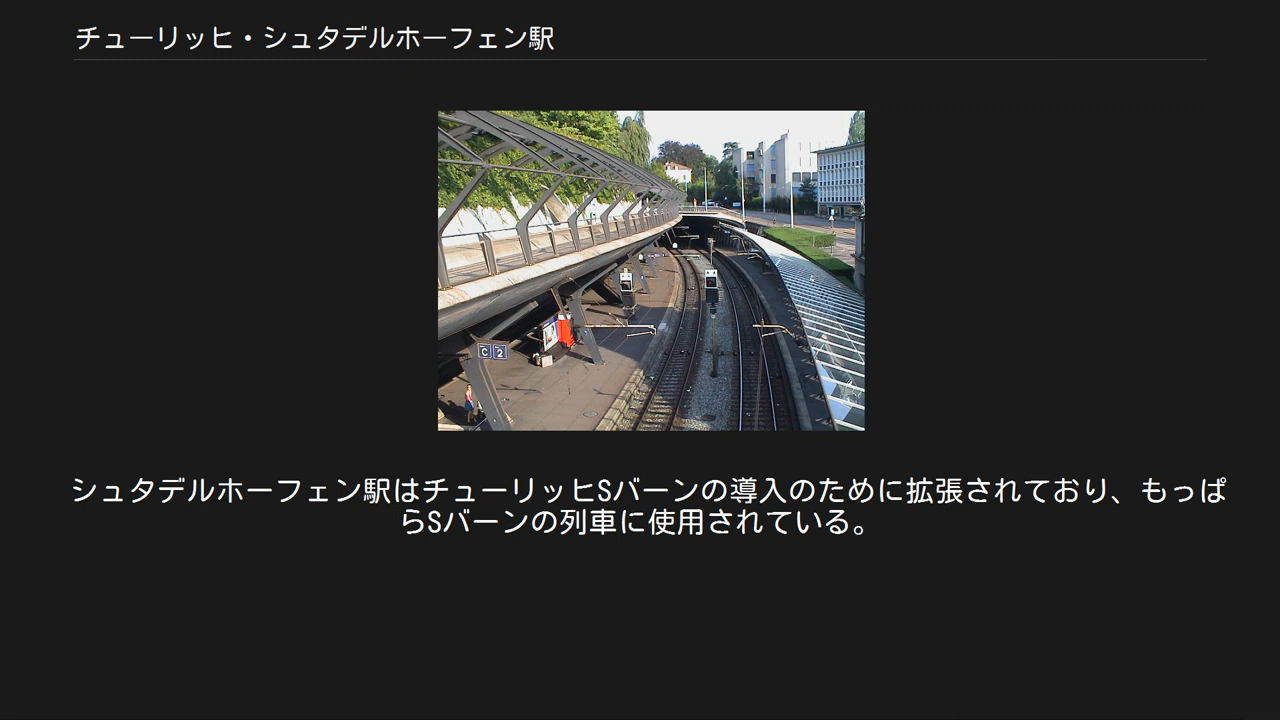 チューリッヒ・シュタデルホーフェン駅
C 2
シュタデルホーフェン駅はチューリッヒSバーンの導入のために拡張されており、もっぱ
らSバーンの列車に使用されている。